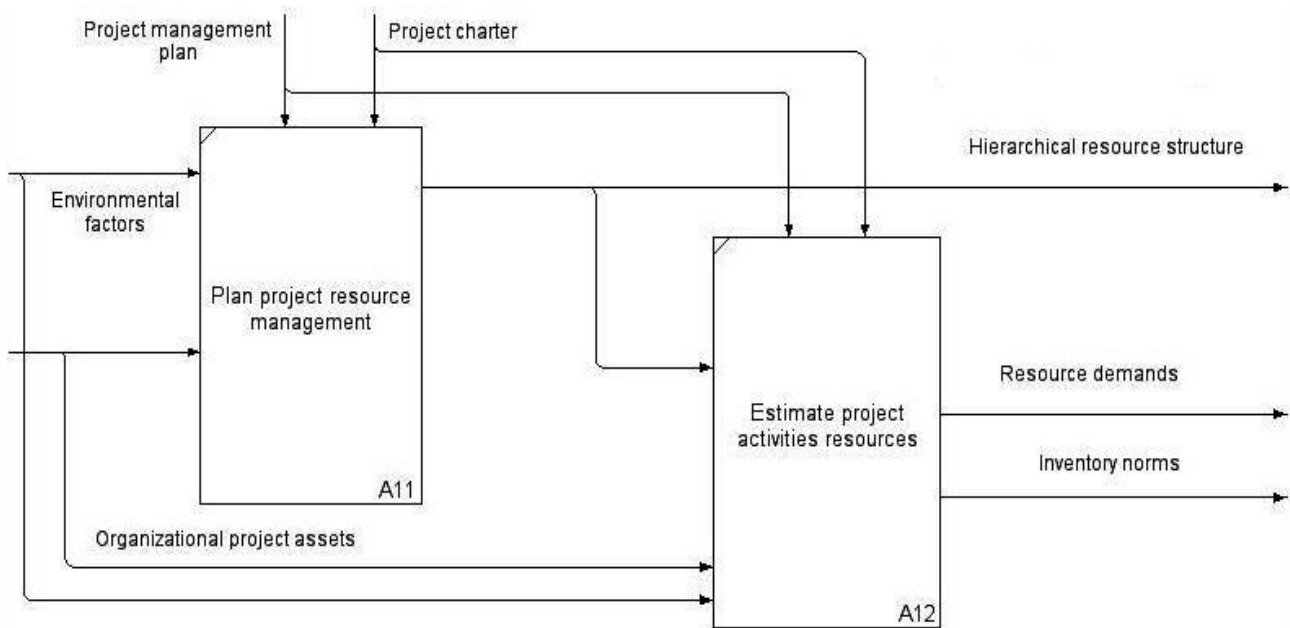 Project management
plan
Project charter
Hierarchical resource structure
Environmental
factors
Plan project resource
management
A11
Resource demands
Estimate project
activities resources
Inventory norms
Organizational project assets
A12